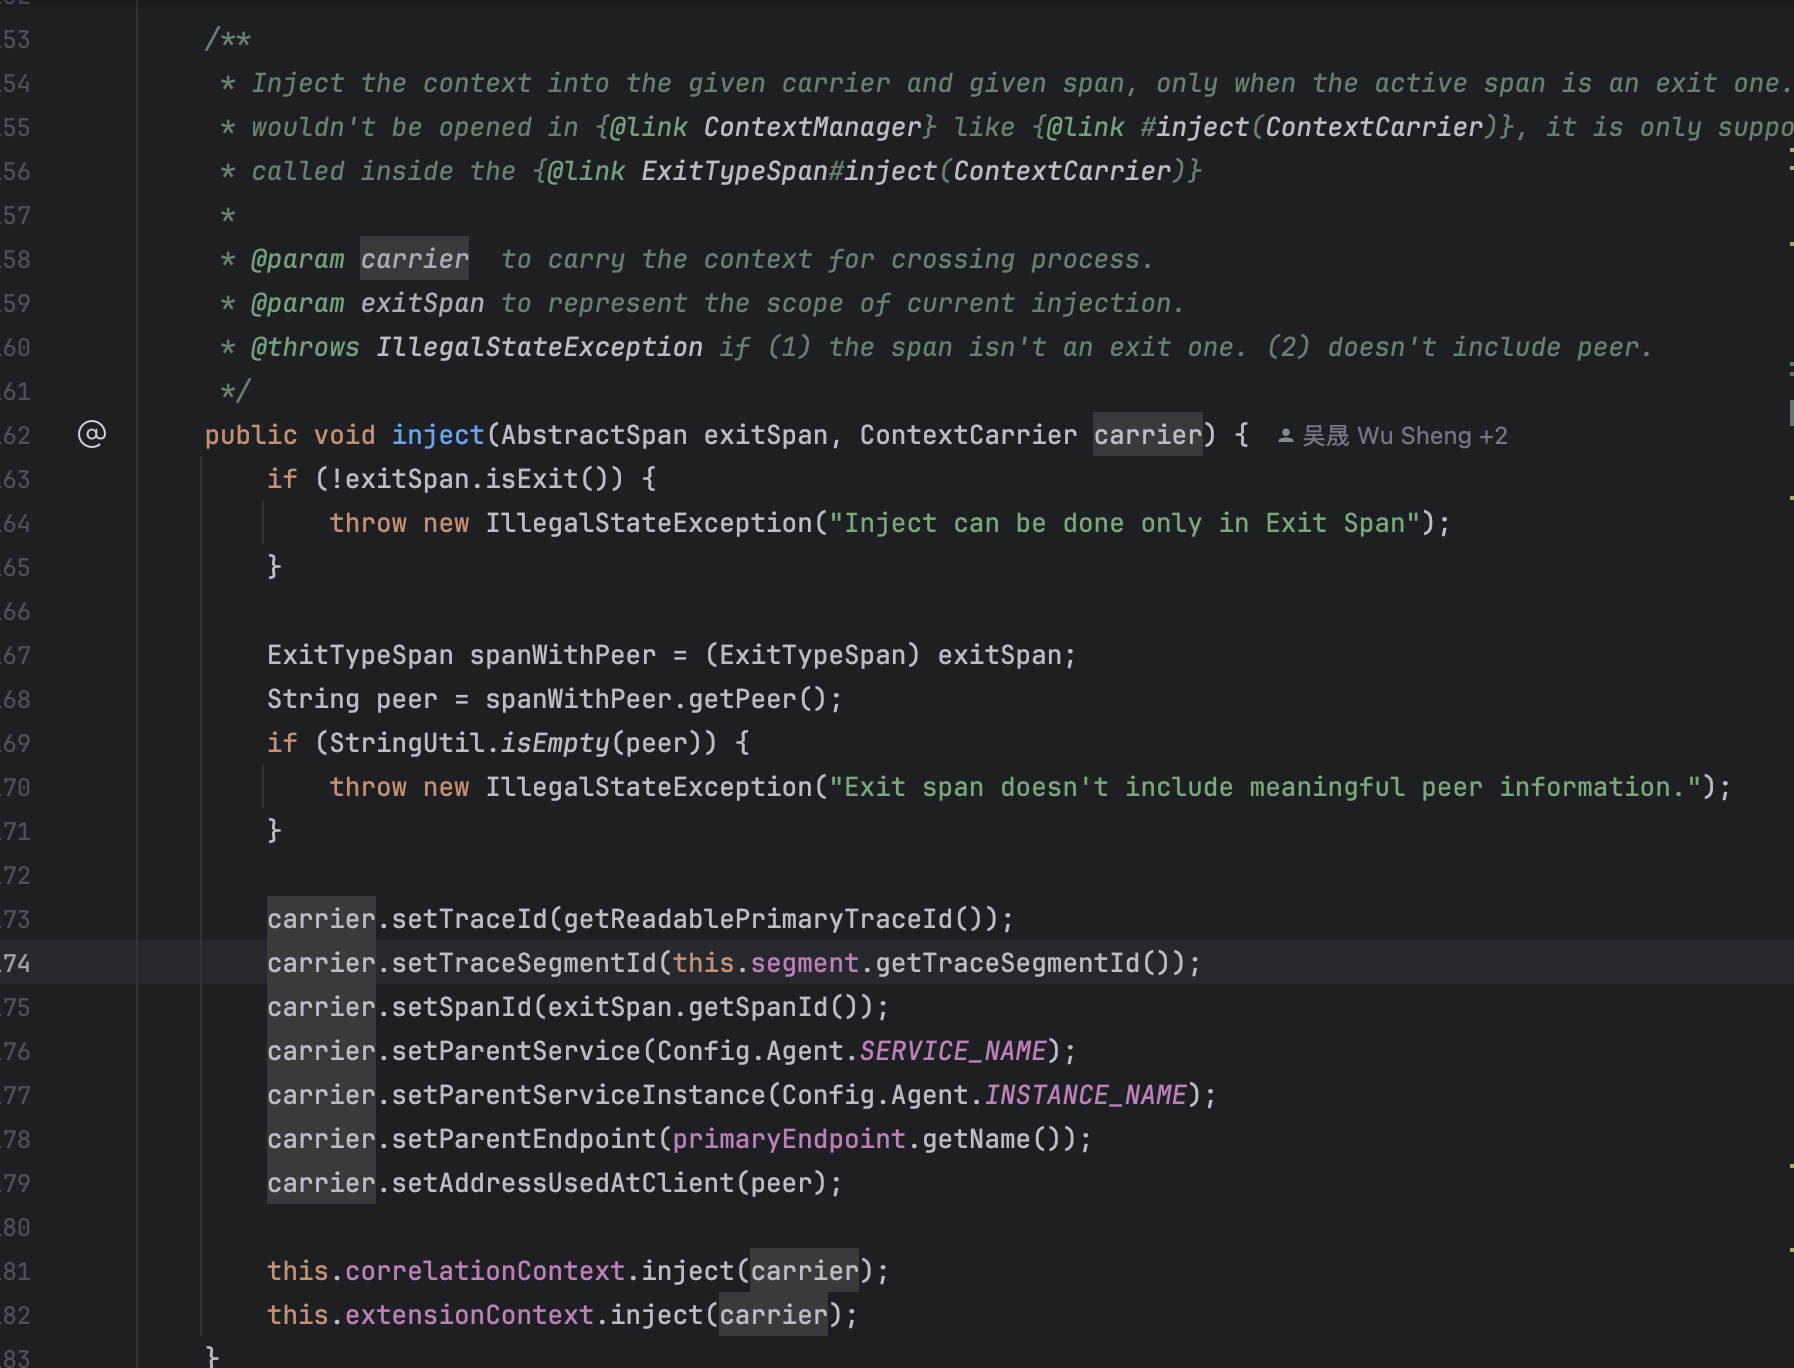 53 /**
54 * Inject the context into the given carrier and given span, only when the active span is an exit one.
55 * wouldn't be opened in {@link ContextManager} like {@link #inject(ContextCarrier)}, it is only suppo
56 * called inside the {@link ExitTypeSpan#inject(ContextCarrier)}
57 *
58 * @param carrier  to carry the context for crossing process.
59 * @param exitSpan to represent the scope of current injection.
60 * @throws IllegalStateException if (1) the span isn't an exit one. (2) doesn't include peer.
61 */
62 @ public void inject(AbstractSpan exitSpan, ContextCarrier carrier) { 吴晟 Wu Sheng +2
63 if (!exitSpan.isExit()) {
64 throw new IllegalStateException("Inject can be done only in Exit Span");
65 }
66
67 ExitTypeSpan spanWithPeer = (ExitTypeSpan) exitSpan;
68 String peer = spanWithPeer.getPeer();
69 if (StringUtil.isEmpty(peer)) {
70 throw new IllegalStateException("Exit span doesn't include meaningful peer information.");
71 }
72
73 carrier.setTraceId(getReadablePrimaryTraceId());
74 carrier.setTraceSegmentId(this.segment.getTraceSegmentId());
75 carrier.setSpanId(exitSpan.getSpanId());
76 carrier.setParentService(Config.Agent.SERVICE_NAME);
77 carrier.setParentServiceInstance(Config.Agent.INSTANCE_NAME);
78 carrier.setParentEndpoint(primaryEndpoint.getName());
79 carrier.setAddressUsedAtClient(peer);
80
81 this.correlationContext.inject(carrier);
82 this.extensionContext.inject(carrier);
83 }